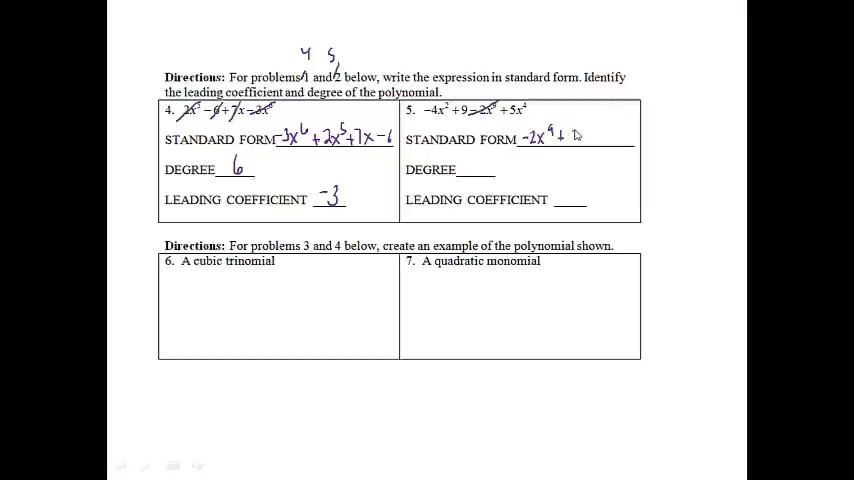 4 5
Directions: For problems 1 and 2 below, write the expression in standard form. Identify
the leading coefficient and degree of the polynomial.
4. 2x⁵ − 6 + 7x − 3x⁶
STANDARD FORM -3x⁶ + 2x⁵ + 7x - 6
DEGREE 6
LEADING COEFFICIENT -3
5. −4x² + 9 − 2x⁹ + 5x⁴
STANDARD FORM -2x⁹ +
DEGREE
LEADING COEFFICIENT
Directions: For problems 3 and 4 below, create an example of the polynomial shown.
6. A cubic trinomial
7. A quadratic monomial